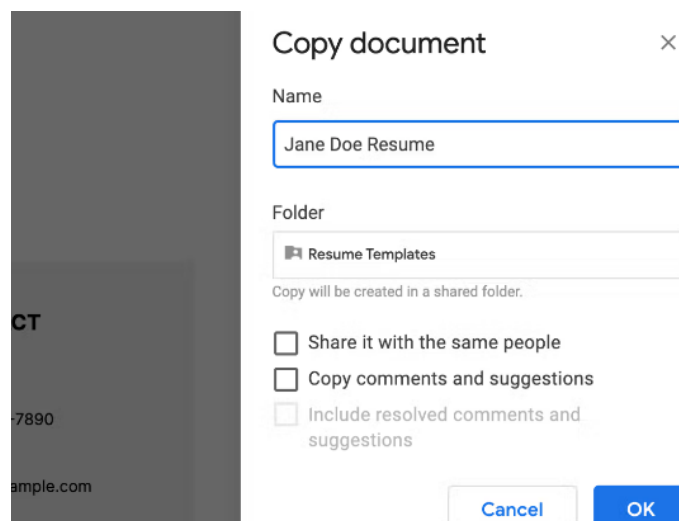 Copy document
Name
Jane Doe Resume
Folder
Resume Templates
Copy will be created in a shared folder.
Share it with the same people
Copy comments and suggestions
Include resolved comments and
suggestions
Cancel OK
CT
-7890
ample.com